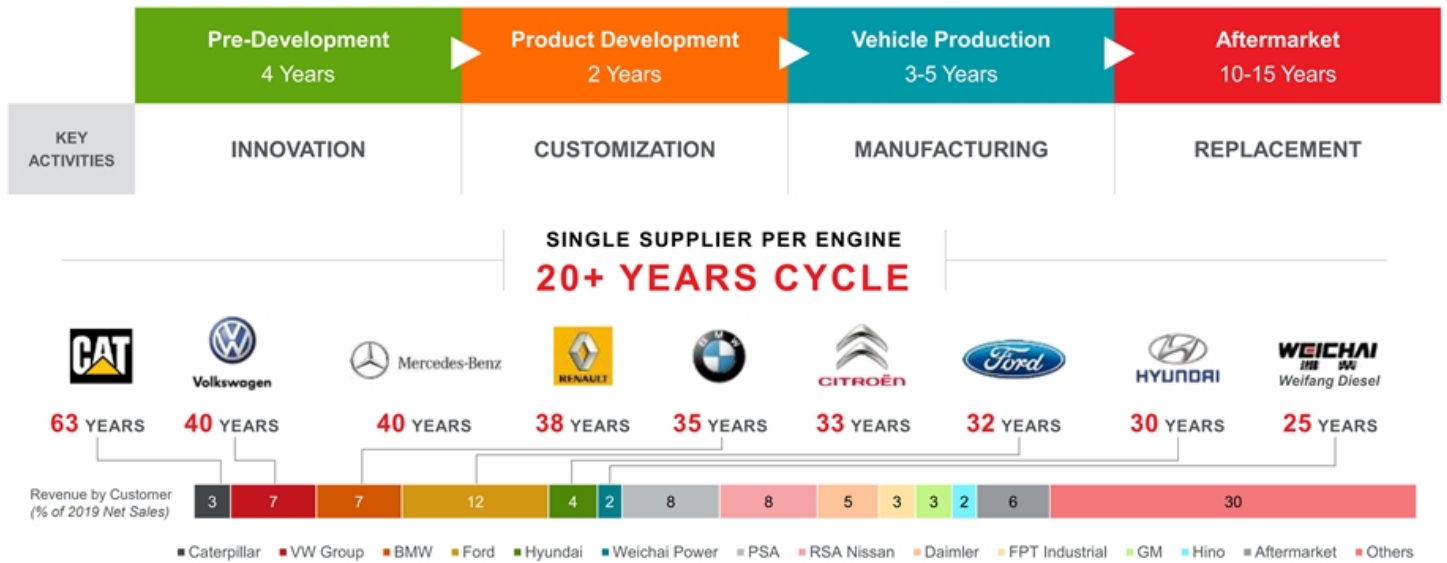 Pre-Development
4 Years
Product Development
2 Years
Vehicle Production
3-5 Years
Aftermarket
10-15 Years
KEY
ACTIVITIES
INNOVATION
CUSTOMIZATION
MANUFACTURING
REPLACEMENT
SINGLE SUPPLIER PER ENGINE
20+ YEARS CYCLE
CAT
Volkswagen
Mercedes-Benz
RENAULT
BMW
CITROËN
Ford
HYUNDAI
WEICHAI
Weifang Diesel
63 YEARS
40 YEARS
40 YEARS
38 YEARS
35 YEARS
33 YEARS
32 YEARS
30 YEARS
25 YEARS
Revenue by Customer
(% of 2019 Net Sales)
3 7 7 12 4 2 8 8 5 3 3 2 6 30
Caterpillar VW Group BMW Ford Hyundai Weichai Power PSA RSA Nissan Daimler FPT Industrial GM Hino Aftermarket Others